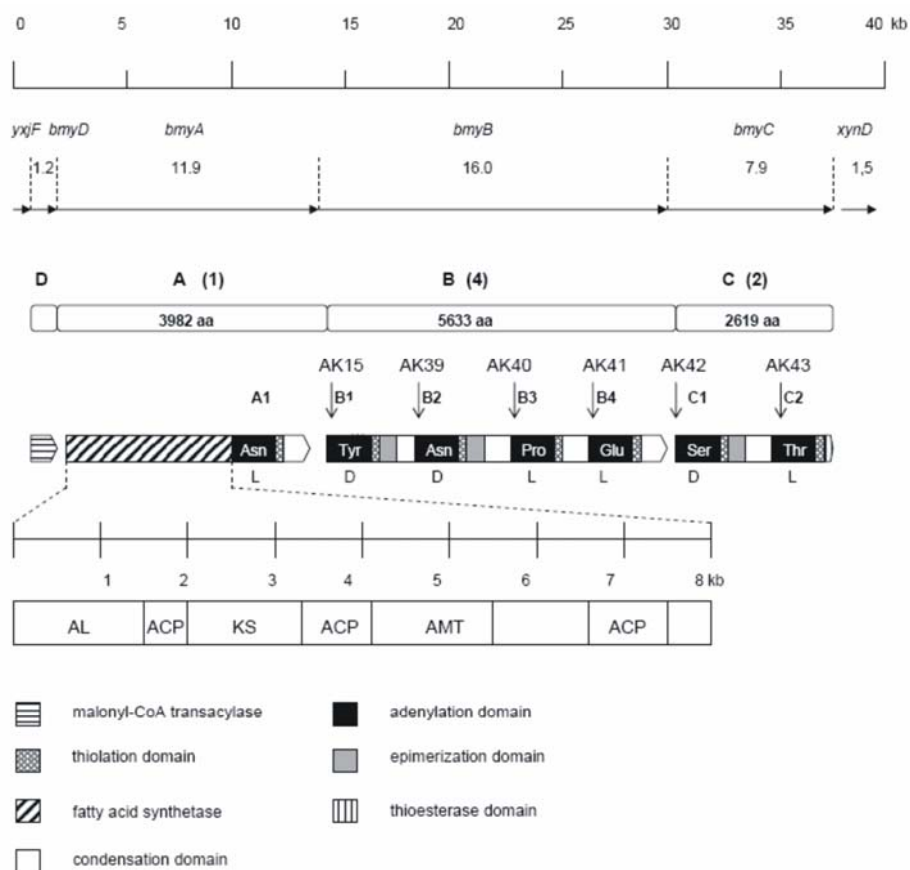 0 5 10 15 20 25 30 35 40 kb
yxjF bmyD bmyA bmyB bmyC xynD
1.2 11.9 16.0 7.9 1,5
D A (1) B (4) C (2)
3982 aa 5633 aa 2619 aa
AK15 AK39 AK40 AK41 AK42 AK43
A1 B1 B2 B3 B4 C1 C2
Asn Tyr Asn Pro Glu Ser Thr
L D D L L D L
1 2 3 4 5 6 7 8 kb
AL ACP KS ACP AMT ACP
malonyl-CoA transacylase adenylation domain
thiolation domain epimerization domain
fatty acid synthetase thioesterase domain
condensation domain